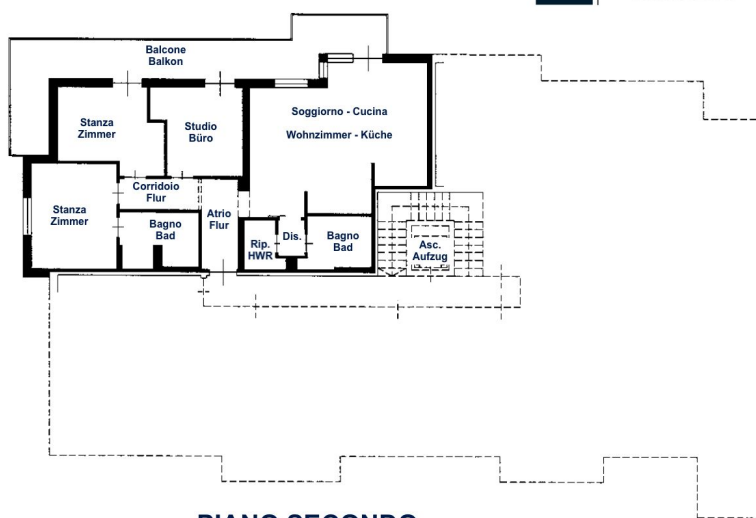 Balcone
Balkon
Stanza
Zimmer
Studio
Büro
Soggiorno - Cucina
Wohnzimmer - Küche
Corridoio
Flur
Stanza
Zimmer
Bagno
Bad
Atrio
Flur
Rip.
HWR
Dis.
Bagno
Bad
Asc.
Aufzug
PIANO SECONDO